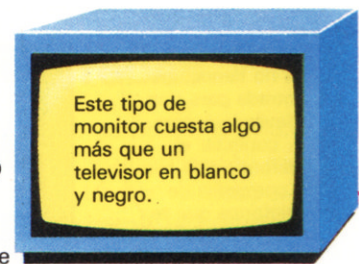 Este tipo de
monitor cuesta algo
más que un
televisor en blanco
y negro.